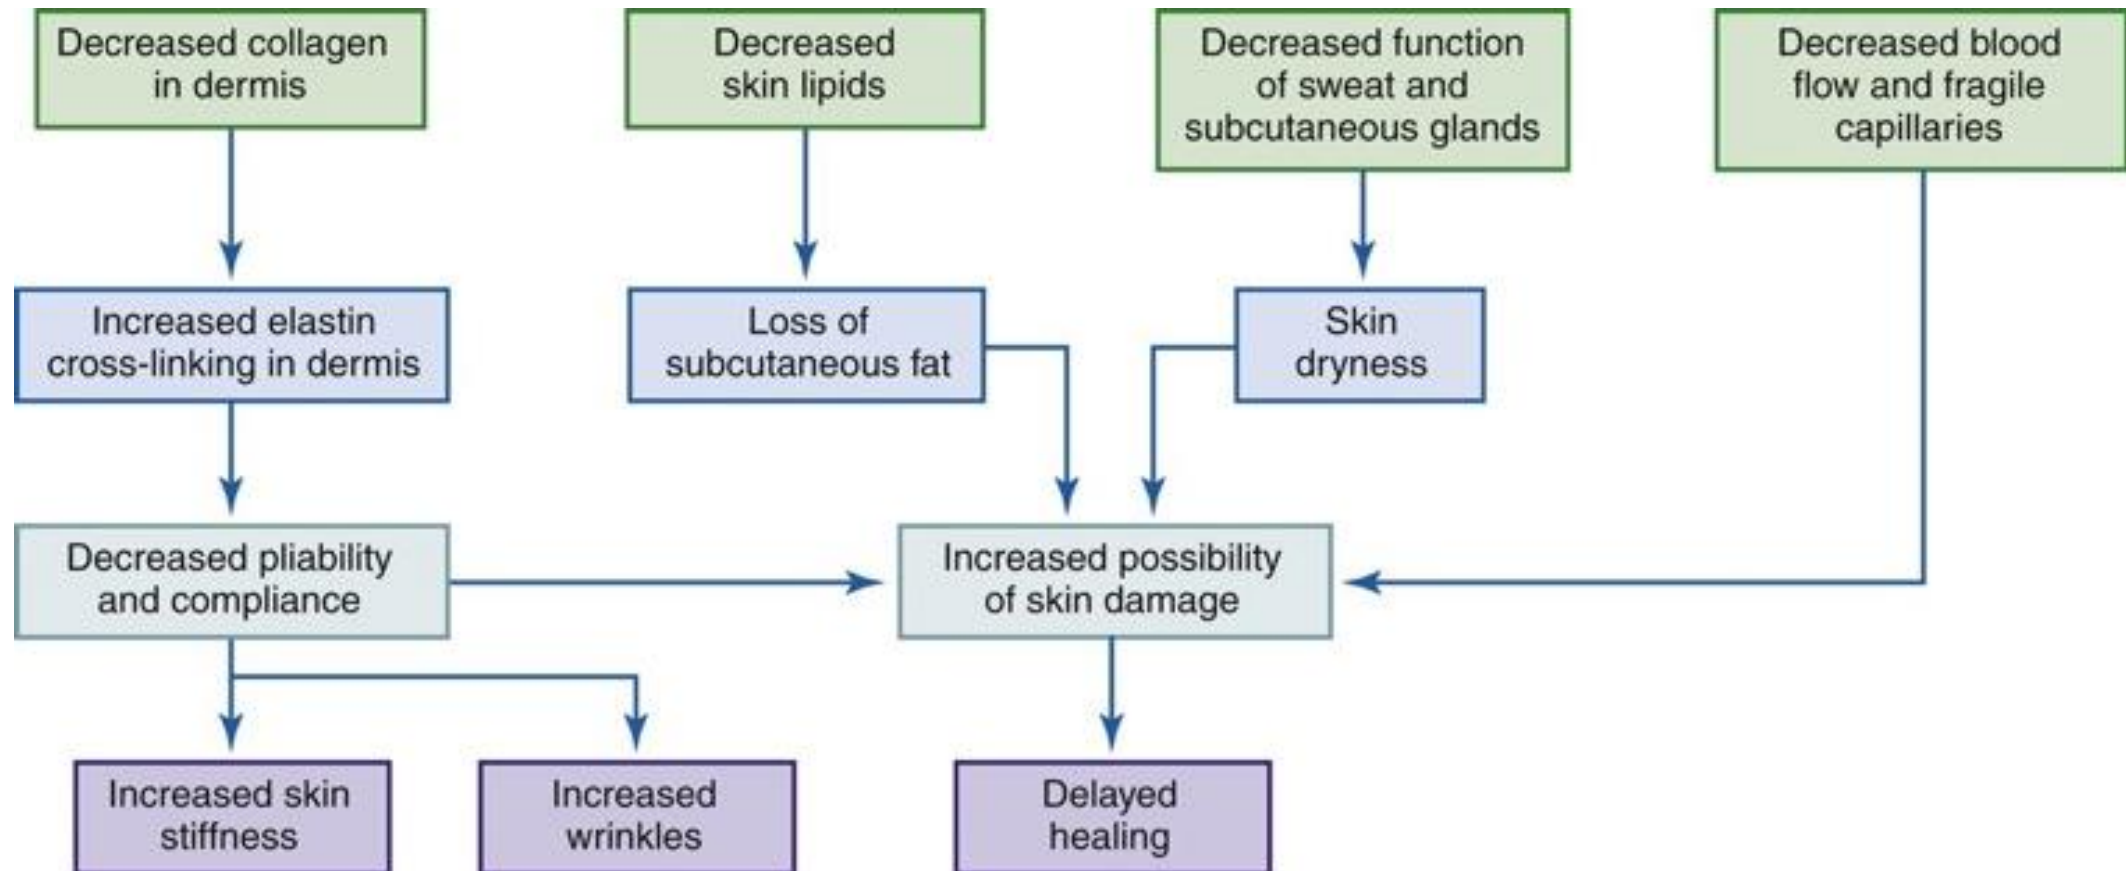 Decreased collagen
in dermis
Decreased
skin lipids
Decreased function
of sweat and
subcutaneous glands
Decreased blood
flow and fragile
capillaries
Increased elastin
cross-linking in dermis
Loss of
subcutaneous fat
Skin
dryness
Decreased pliability
and compliance
Increased possibility
of skin damage
Increased skin
stiffness
Increased
wrinkles
Delayed
healing